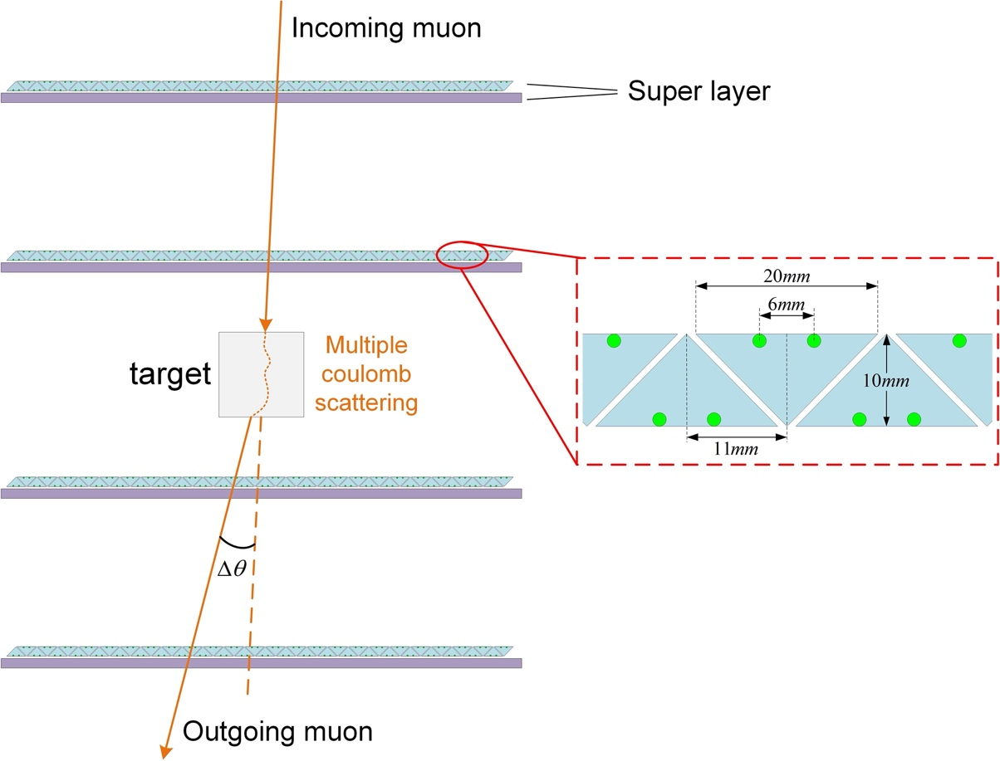 Incoming muon
Super layer
20mm
6mm
Multiple
coulomb
scattering
target
10mm
11mm
Δθ
Outgoing muon